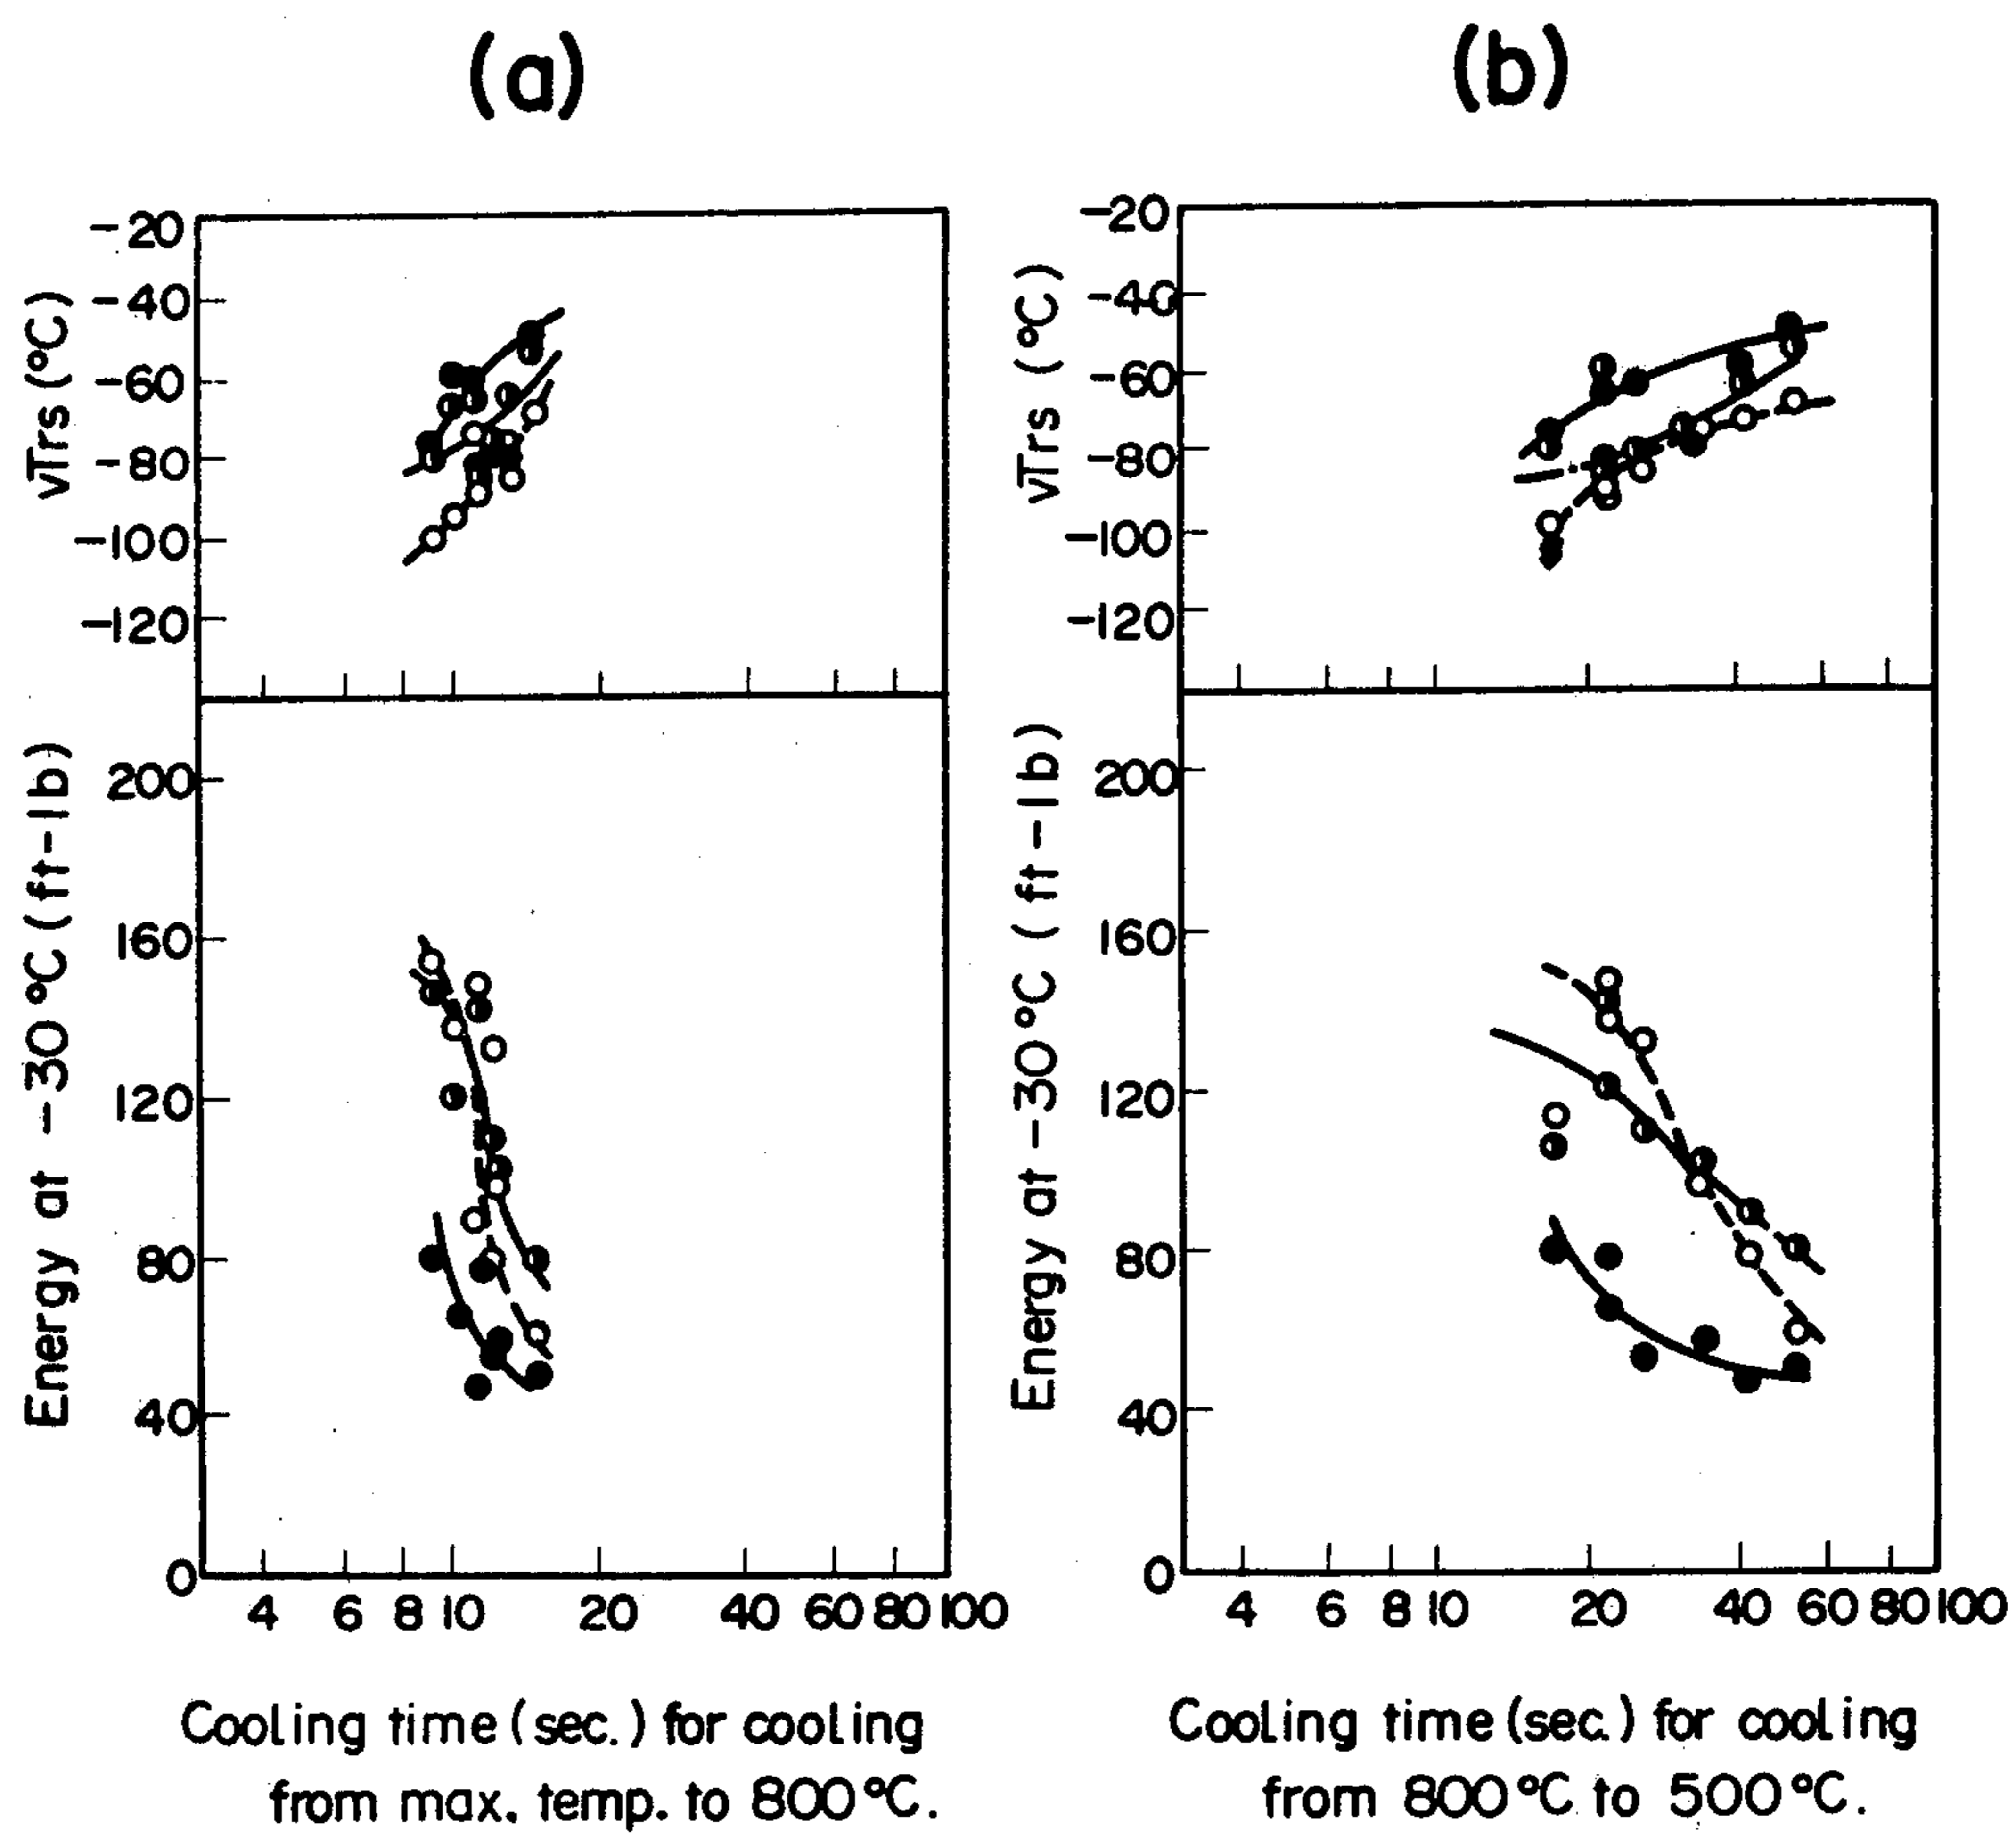 (a)
(b)
vTrs (°C)
-20
-40
-60
-80
-100
-120
Energy at -30°C (ft-lb)
200
160
120
80
40
0
4 6 8 10 20 40 60 80 100
Cooling time (sec.) for cooling
from max. temp. to 800°C.
vTrs (°C)
-20
-40
-60
-80
-100
-120
Energy at -30°C (ft-lb)
200
160
120
80
40
0
4 6 8 10 20 40 60 80 100
Cooling time (sec.) for cooling
from 800°C to 500°C.